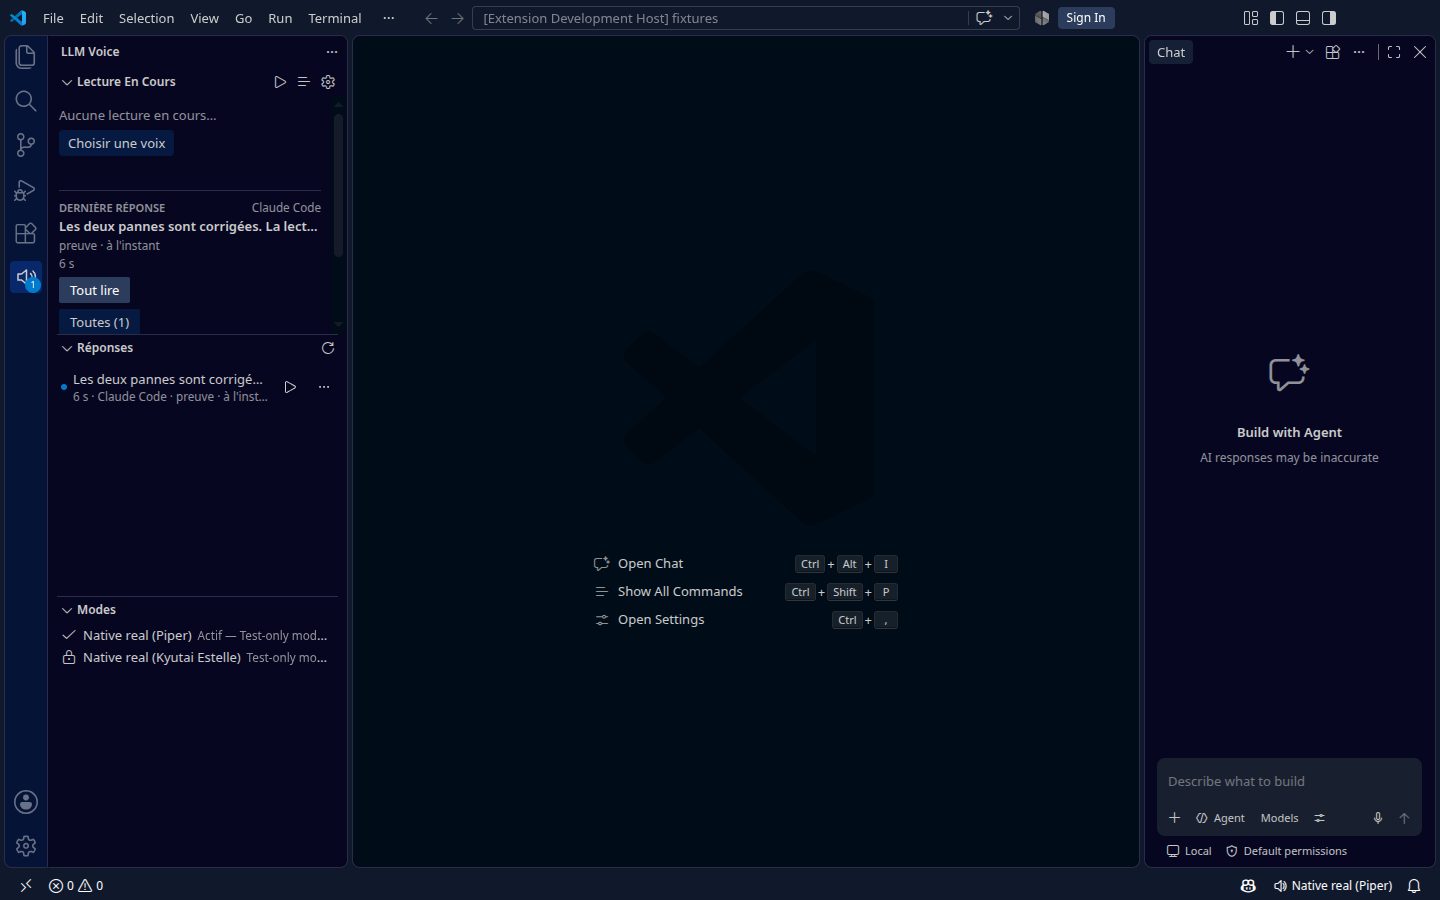 File Edit Selection View Go Run Terminal ···
[Extension Development Host] fixtures
Sign In
LLM Voice
Lecture En Cours
Aucune lecture en cours...
Choisir une voix
DERNIÈRE RÉPONSE Claude Code
Les deux pannes sont corrigées. La lect...
preuve · à l'instant
6 s
Tout lire
Toutes (1)
1
Réponses
Les deux pannes sont corrigé...
6 s · Claude Code · preuve · à l'inst...
Modes
Native real (Piper) Actif — Test-only mod...
Native real (Kyutai Estelle) Test-only mo...
Open Chat Ctrl + Alt + I
Show All Commands Ctrl + Shift + P
Open Settings Ctrl + ,
Chat
Build with Agent
AI responses may be inaccurate
Describe what to build
Agent Models
Local Default permissions
0 0
Native real (Piper)